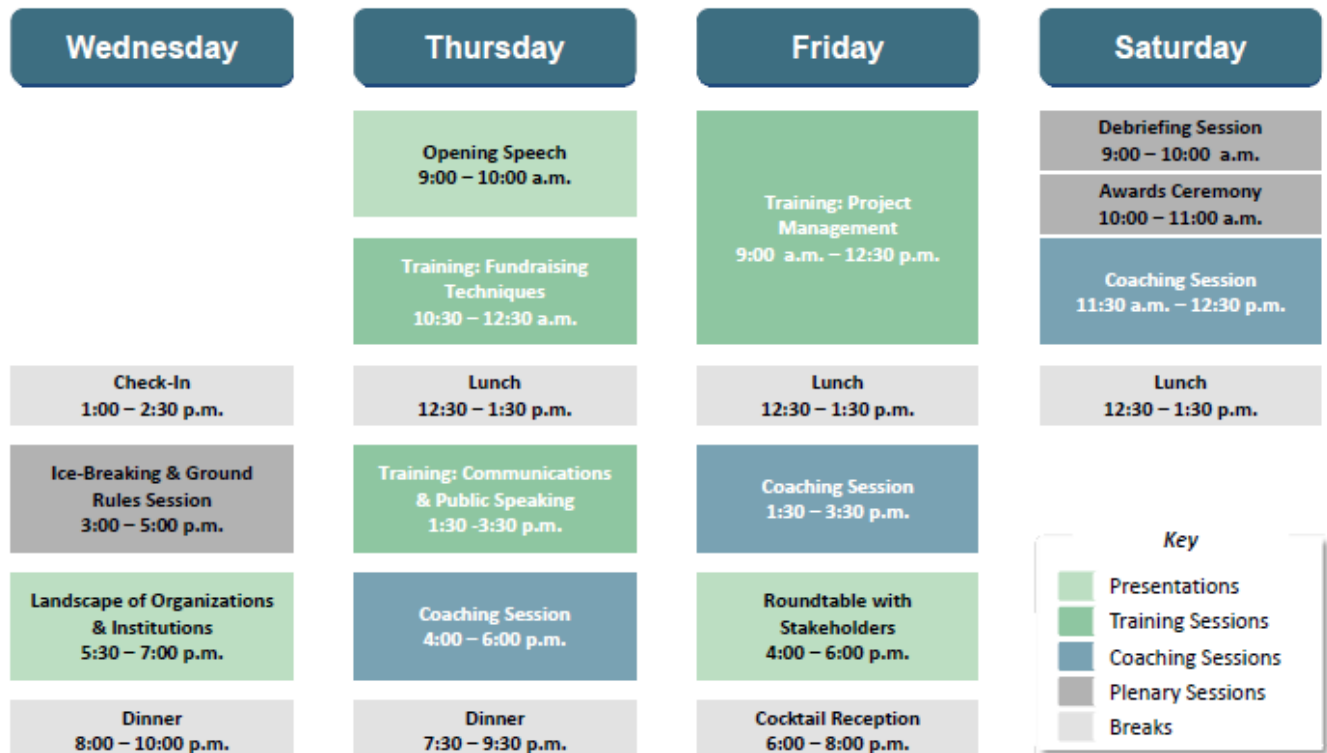 Wednesday
Thursday
Friday
Saturday
Opening Speech
9:00 – 10:00 a.m.
Training: Fundraising
Techniques
10:30 – 12:30 a.m.
Training: Project
Management
9:00 a.m. – 12:30 p.m.
Debriefing Session
9:00 – 10:00 a.m.
Awards Ceremony
10:00 – 11:00 a.m.
Coaching Session
11:30 a.m. – 12:30 p.m.
Check-In
1:00 – 2:30 p.m.
Lunch
12:30 – 1:30 p.m.
Lunch
12:30 – 1:30 p.m.
Lunch
12:30 – 1:30 p.m.
Ice-Breaking & Ground
Rules Session
3:00 – 5:00 p.m.
Training: Communications
& Public Speaking
1:30 -3:30 p.m.
Coaching Session
1:30 – 3:30 p.m.
Landscape of Organizations
& Institutions
5:30 – 7:00 p.m.
Coaching Session
4:00 – 6:00 p.m.
Roundtable with
Stakeholders
4:00 – 6:00 p.m.
Dinner
8:00 – 10:00 p.m.
Dinner
7:30 – 9:30 p.m.
Cocktail Reception
6:00 – 8:00 p.m.
Key
Presentations
Training Sessions
Coaching Sessions
Plenary Sessions
Breaks